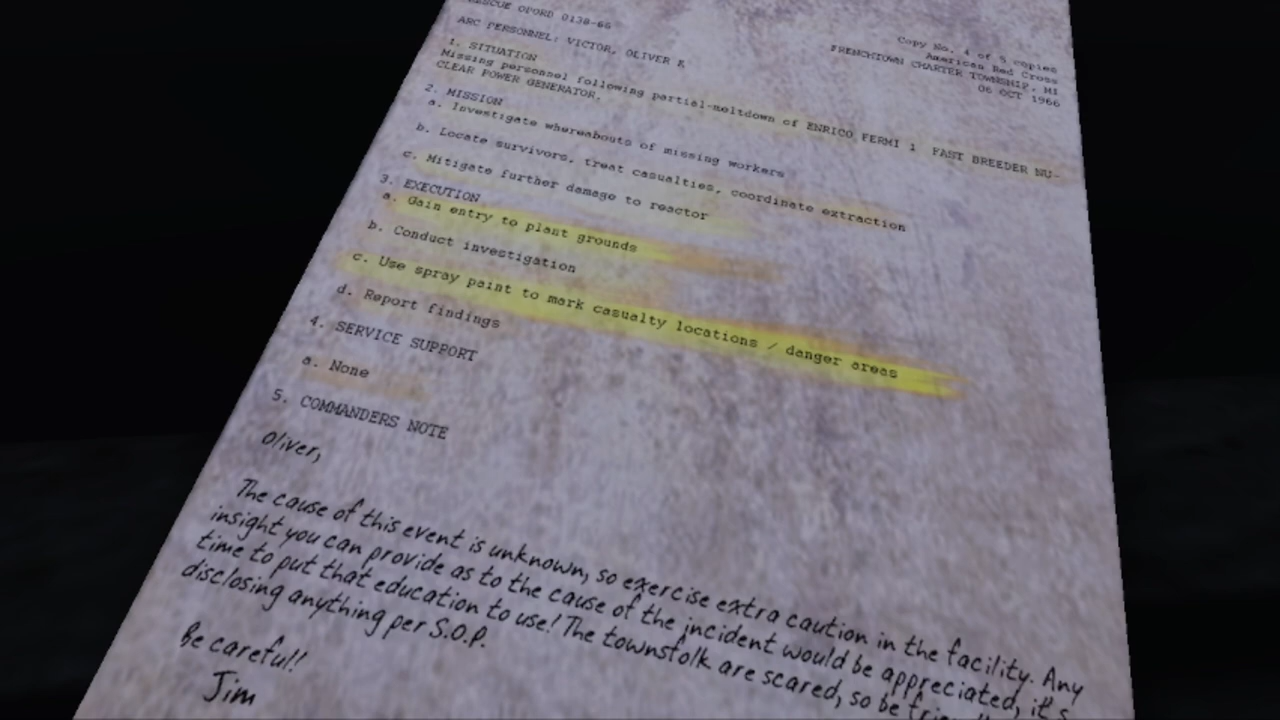 RESCUE OPORD 0138-66
Copy No. 4 of 5 copies
American Red Cross
ARC PERSONNEL: VICTOR, OLIVER E
FRENCHTOWN CHARTER TOWNSHIP, MI
06 OCT 1966
1. SITUATION
Missing personnel following partial-meltdown of ENRICO FERMI 1 FAST BREEDER NU-
CLEAR POWER GENERATOR.
2. MISSION
a. Investigate whereabouts of missing workers
b. Locate survivors, treat casualties, coordinate extraction
c. Mitigate further damage to reactor
3. EXECUTION
a. Gain entry to plant grounds
b. Conduct investigation
c. Use spray paint to mark casualty locations / danger areas
d. Report findings
4. SERVICE SUPPORT
a. None
5. COMMANDERS NOTE
Oliver,
The cause of this event is unknown, so exercise extra caution in the facility. Any
insight you can provide as to the cause of the incident would be appreciated, it's
time to put that education to use! The townsfolk are scared, so be
disclosing anything per S.O.P.
Be careful!!
Jim